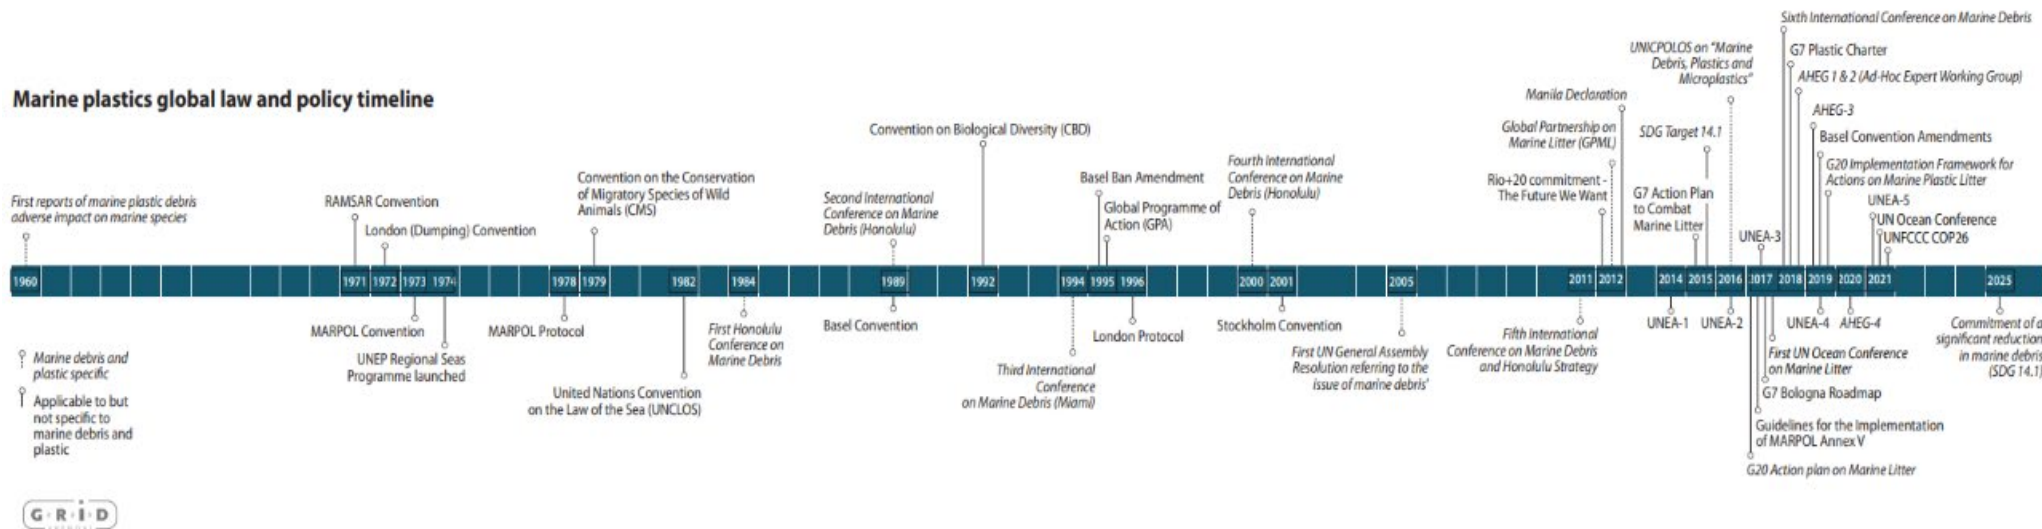 Marine plastics global law and policy timeline
First reports of marine plastic debris
adverse impact on marine species
RAMSAR Convention
London (Dumping) Convention
Convention on the Conservation
of Migratory Species of Wild
Animals (CMS)
Second International
Conference on Marine
Debris (Honolulu)
Convention on Biological Diversity (CBD)
Basel Ban Amendment
Global Programme of
Action (GPA)
Fourth International
Conference on Marine
Debris (Honolulu)
Rio+20 commitment -
The Future We Want
Global Partnership on
Marine Litter (GPML)
Manila Declaration
G7 Action Plan
to Combat
Marine Litter
SDG Target 14.1
UNICPOLOS on "Marine
Debris, Plastics and
Microplastics"
UNEA-3
Sixth International Conference on Marine Debris
G7 Plastic Charter
AHEG 1 & 2 (Ad-Hoc Expert Working Group)
AHEG-3
Basel Convention Amendments
G20 Implementation Framework for
Actions on Marine Plastic Litter
UNEA-5
UN Ocean Conference
UNFCCC COP26
1960 1971 1972 1973 1974 1978 1979 1982 1984 1989 1992 1994 1995 1996 2000 2001 2005 2011 2012 2014 2015 2016 2017 2018 2019 2020 2021 2025
MARPOL Convention
UNEP Regional Seas
Programme launched
MARPOL Protocol
United Nations Convention
on the Law of the Sea (UNCLOS)
First Honolulu
Conference on
Marine Debris
Basel Convention
Third International
Conference
on Marine Debris (Miami)
London Protocol
Stockholm Convention
First UN General Assembly
Resolution referring to the
issue of marine debris'
Fifth International
Conference on Marine Debris
and Honolulu Strategy
UNEA-1
UNEA-2
UNEA-4
AHEG-4
First UN Ocean Conference
on Marine Litter
G7 Bologna Roadmap
Guidelines for the Implementation
of MARPOL Annex V
G20 Action plan on Marine Litter
Commitment of a
significant reduction
in marine debris
(SDG 14.1)
Marine debris and
plastic specific
Applicable to but
not specific to
marine debris and
plastic
G·R·I·D